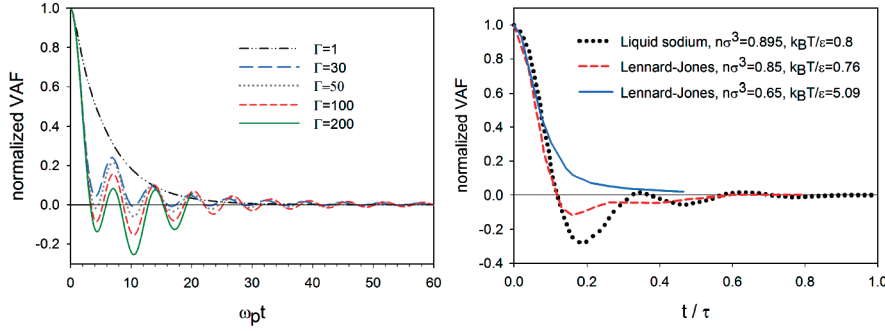 normalized VAF
1.0
0.8
0.6
0.4
0.2
0.0
-0.2
Γ=1
Γ=30
Γ=50
Γ=100
Γ=200
0 10 20 30 40 50 60
ωpt
normalized VAF
1.0
0.8
0.6
0.4
0.2
0.0
-0.2
-0.4
Liquid sodium, nσ³=0.895, kBT/ε=0.8
Lennard-Jones, nσ³=0.85, kBT/ε=0.76
Lennard-Jones, nσ³=0.65, kBT/ε=5.09
0.0 0.2 0.4 0.6 0.8 1.0
t / τ